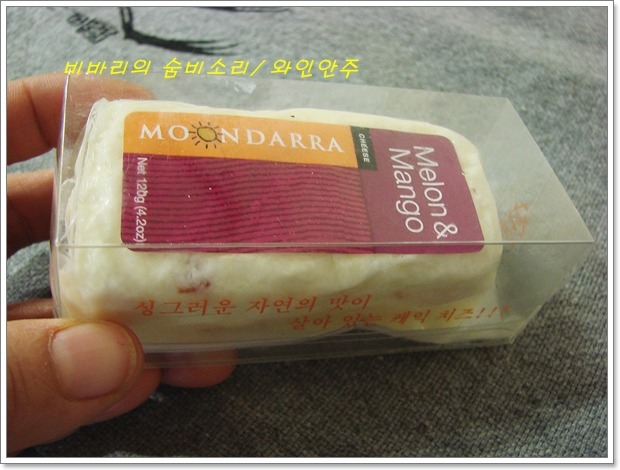 비바리의 숨비소리/ 와인안주
MOONDARRA
CHEESE
Melon &
Mango
Net 120g (4.2oz)
싱그러운 자연의 맛이
살아 있는 케익 치즈!!!